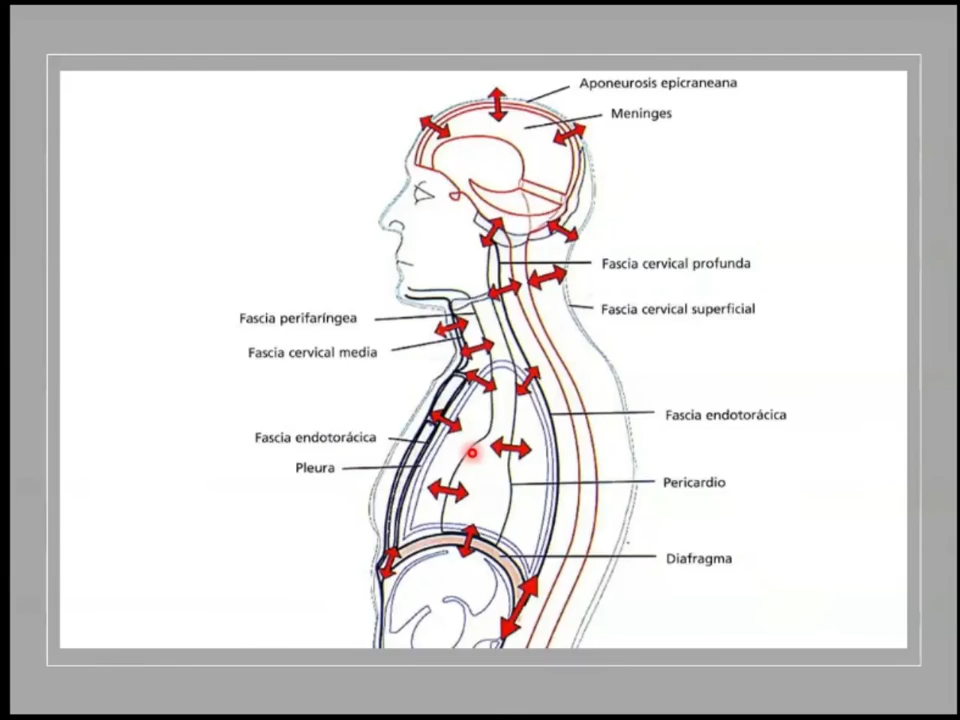 Aponeurosis epicraneana
Meninges
Fascia cervical profunda
Fascia cervical superficial
Fascia perifaríngea
Fascia cervical media
Fascia endotorácica
Fascia endotorácica
Pleura
Pericardio
Diafragma